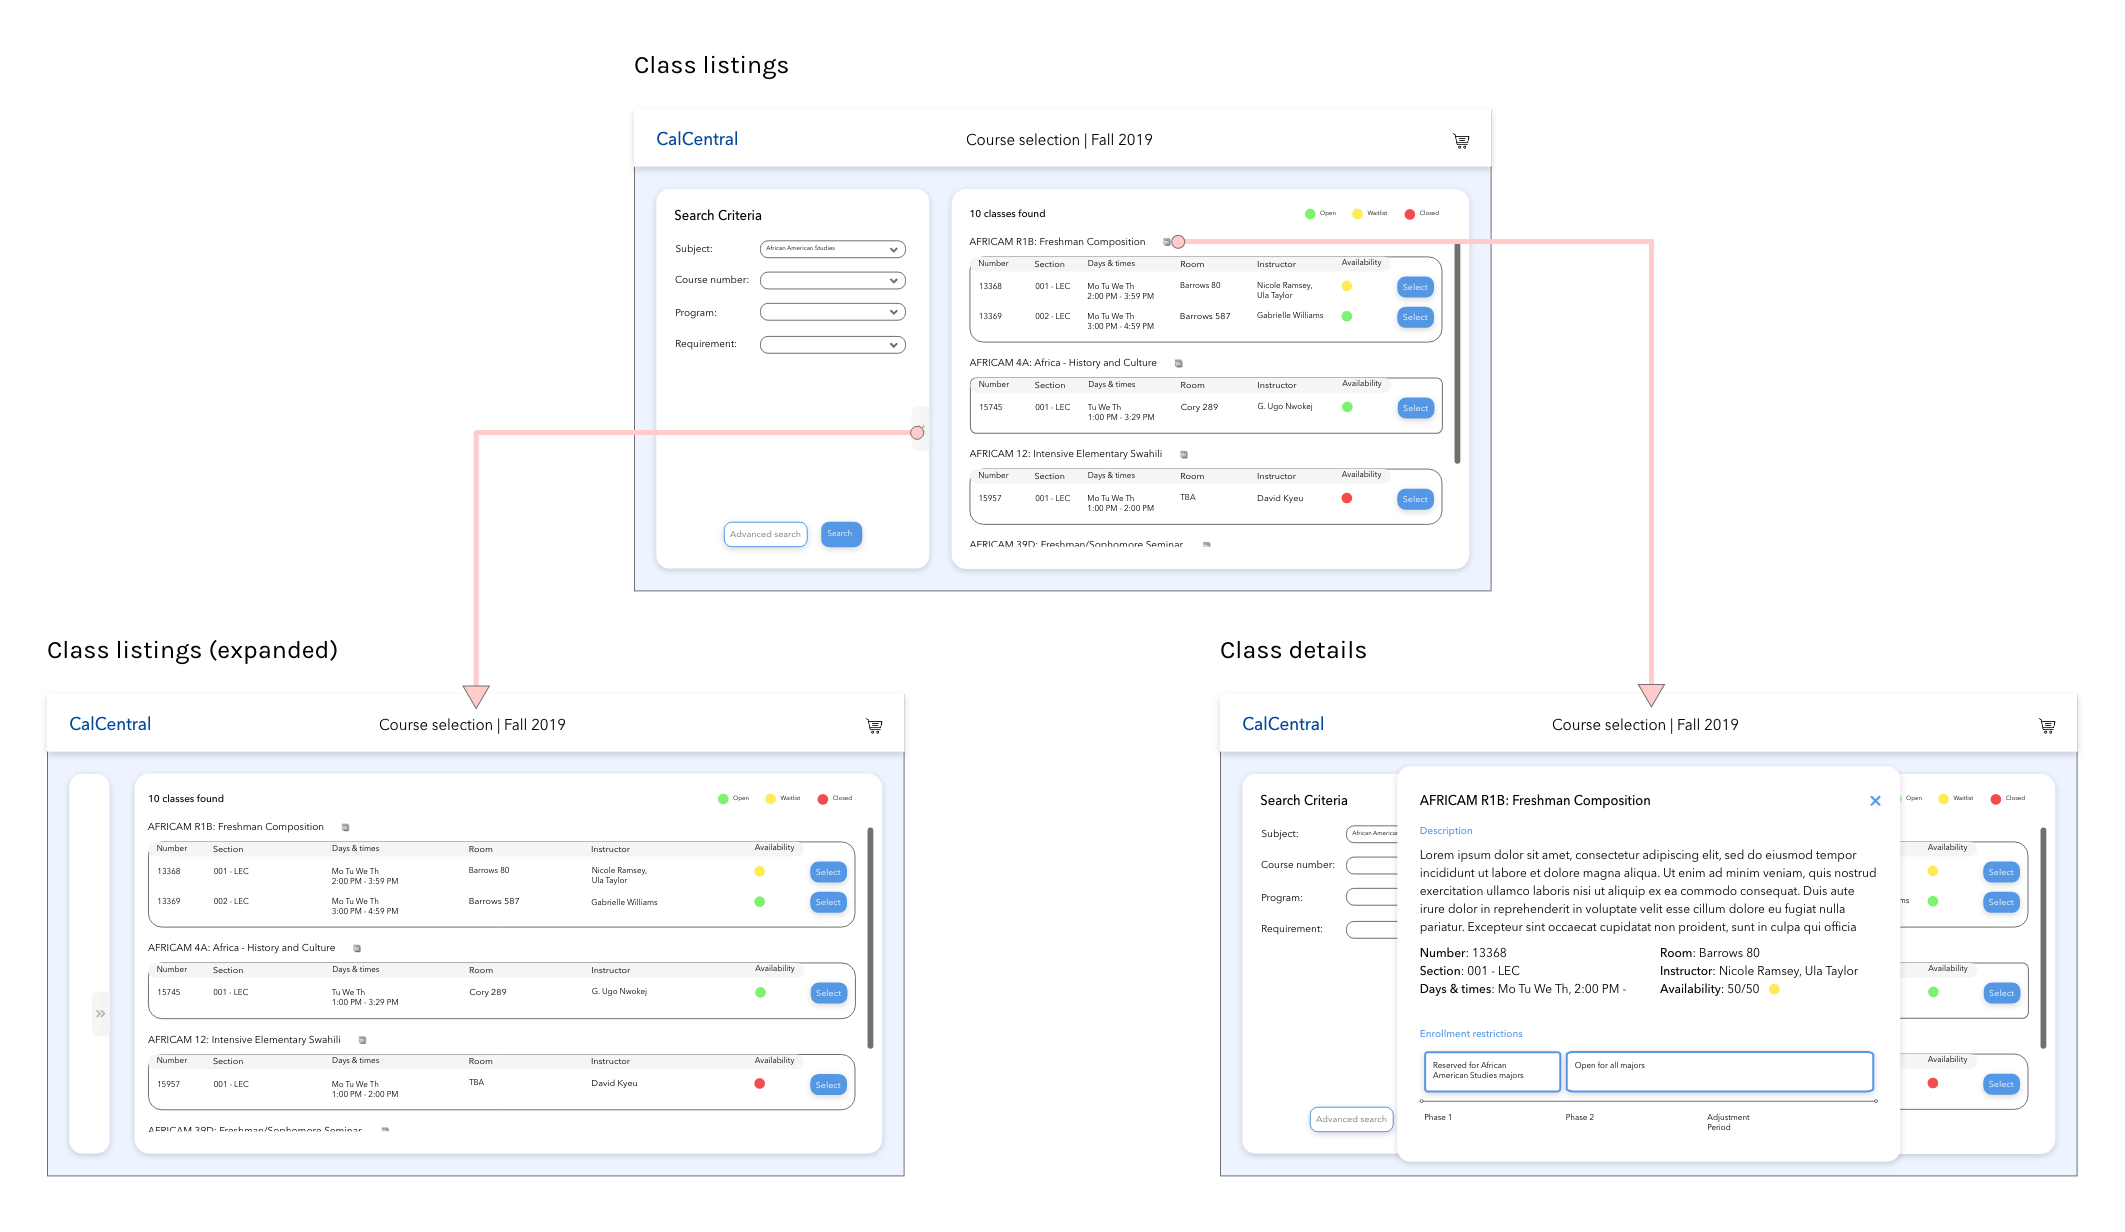 Class listings
CalCentral
Course selection | Fall 2019
Search Criteria
Subject:
African American Studies
Course number:
Program:
Requirement:
Advanced search
Search
10 classes found
Open
Waitlist
Closed
AFRICAM R1B: Freshman Composition
Number Section Days & times Room Instructor Availability
13368 001 - LEC Mo Tu We Th Barrows 80 Nicole Ramsey,
2:00 PM - 3:59 PM Ula Taylor
Select
13369 002 - LEC Mo Tu We Th Barrows 587 Gabrielle Williams
3:00 PM - 4:59 PM
Select
AFRICAM 4A: Africa - History and Culture
Number Section Days & times Room Instructor Availability
15745 001 - LEC Tu We Th Cory 289 G. Ugo Nwokej
1:00 PM - 3:29 PM
Select
AFRICAM 12: Intensive Elementary Swahili
Number Section Days & times Room Instructor Availability
15957 001 - LEC Mo Tu We Th TBA David Kyeu
1:00 PM - 2:00 PM
Select
AFRICAM 39D: Freshman/Sophomore Seminar
Class listings (expanded)
CalCentral
Course selection | Fall 2019
»
10 classes found
Open
Waitlist
Closed
AFRICAM R1B: Freshman Composition
Number Section Days & times Room Instructor Availability
13368 001 - LEC Mo Tu We Th Barrows 80 Nicole Ramsey,
2:00 PM - 3:59 PM Ula Taylor
Select
13369 002 - LEC Mo Tu We Th Barrows 587 Gabrielle Williams
3:00 PM - 4:59 PM
Select
AFRICAM 4A: Africa - History and Culture
Number Section Days & times Room Instructor Availability
15745 001 - LEC Tu We Th Cory 289 G. Ugo Nwokej
1:00 PM - 3:29 PM
Select
AFRICAM 12: Intensive Elementary Swahili
Number Section Days & times Room Instructor Availability
15957 001 - LEC Mo Tu We Th TBA David Kyeu
1:00 PM - 2:00 PM
Select
AFRICAM 39D: Freshman/Sophomore Seminar
Class details
CalCentral
Course selection | Fall 2019
Search Criteria
Subject:
African America
Course number:
Program:
Requirement:
Advanced search
AFRICAM R1B: Freshman Composition
Description
Lorem ipsum dolor sit amet, consectetur adipiscing elit, sed do eiusmod tempor
incididunt ut labore et dolore magna aliqua. Ut enim ad minim veniam, quis nostrud
exercitation ullamco laboris nisi ut aliquip ex ea commodo consequat. Duis aute
irure dolor in reprehenderit in voluptate velit esse cillum dolore eu fugiat nulla
pariatur. Excepteur sint occaecat cupidatat non proident, sunt in culpa qui officia
Number: 13368
Section: 001 - LEC
Days & times: Mo Tu We Th, 2:00 PM -
Room: Barrows 80
Instructor: Nicole Ramsey, Ula Taylor
Availability: 50/50
Enrollment restrictions
Reserved for African
American Studies majors
Open for all majors
Phase 1
Phase 2
Adjustment
Period
Open
Waitlist
Closed
Availability
Select
ms
Select
Availability
Select
Availability
Select